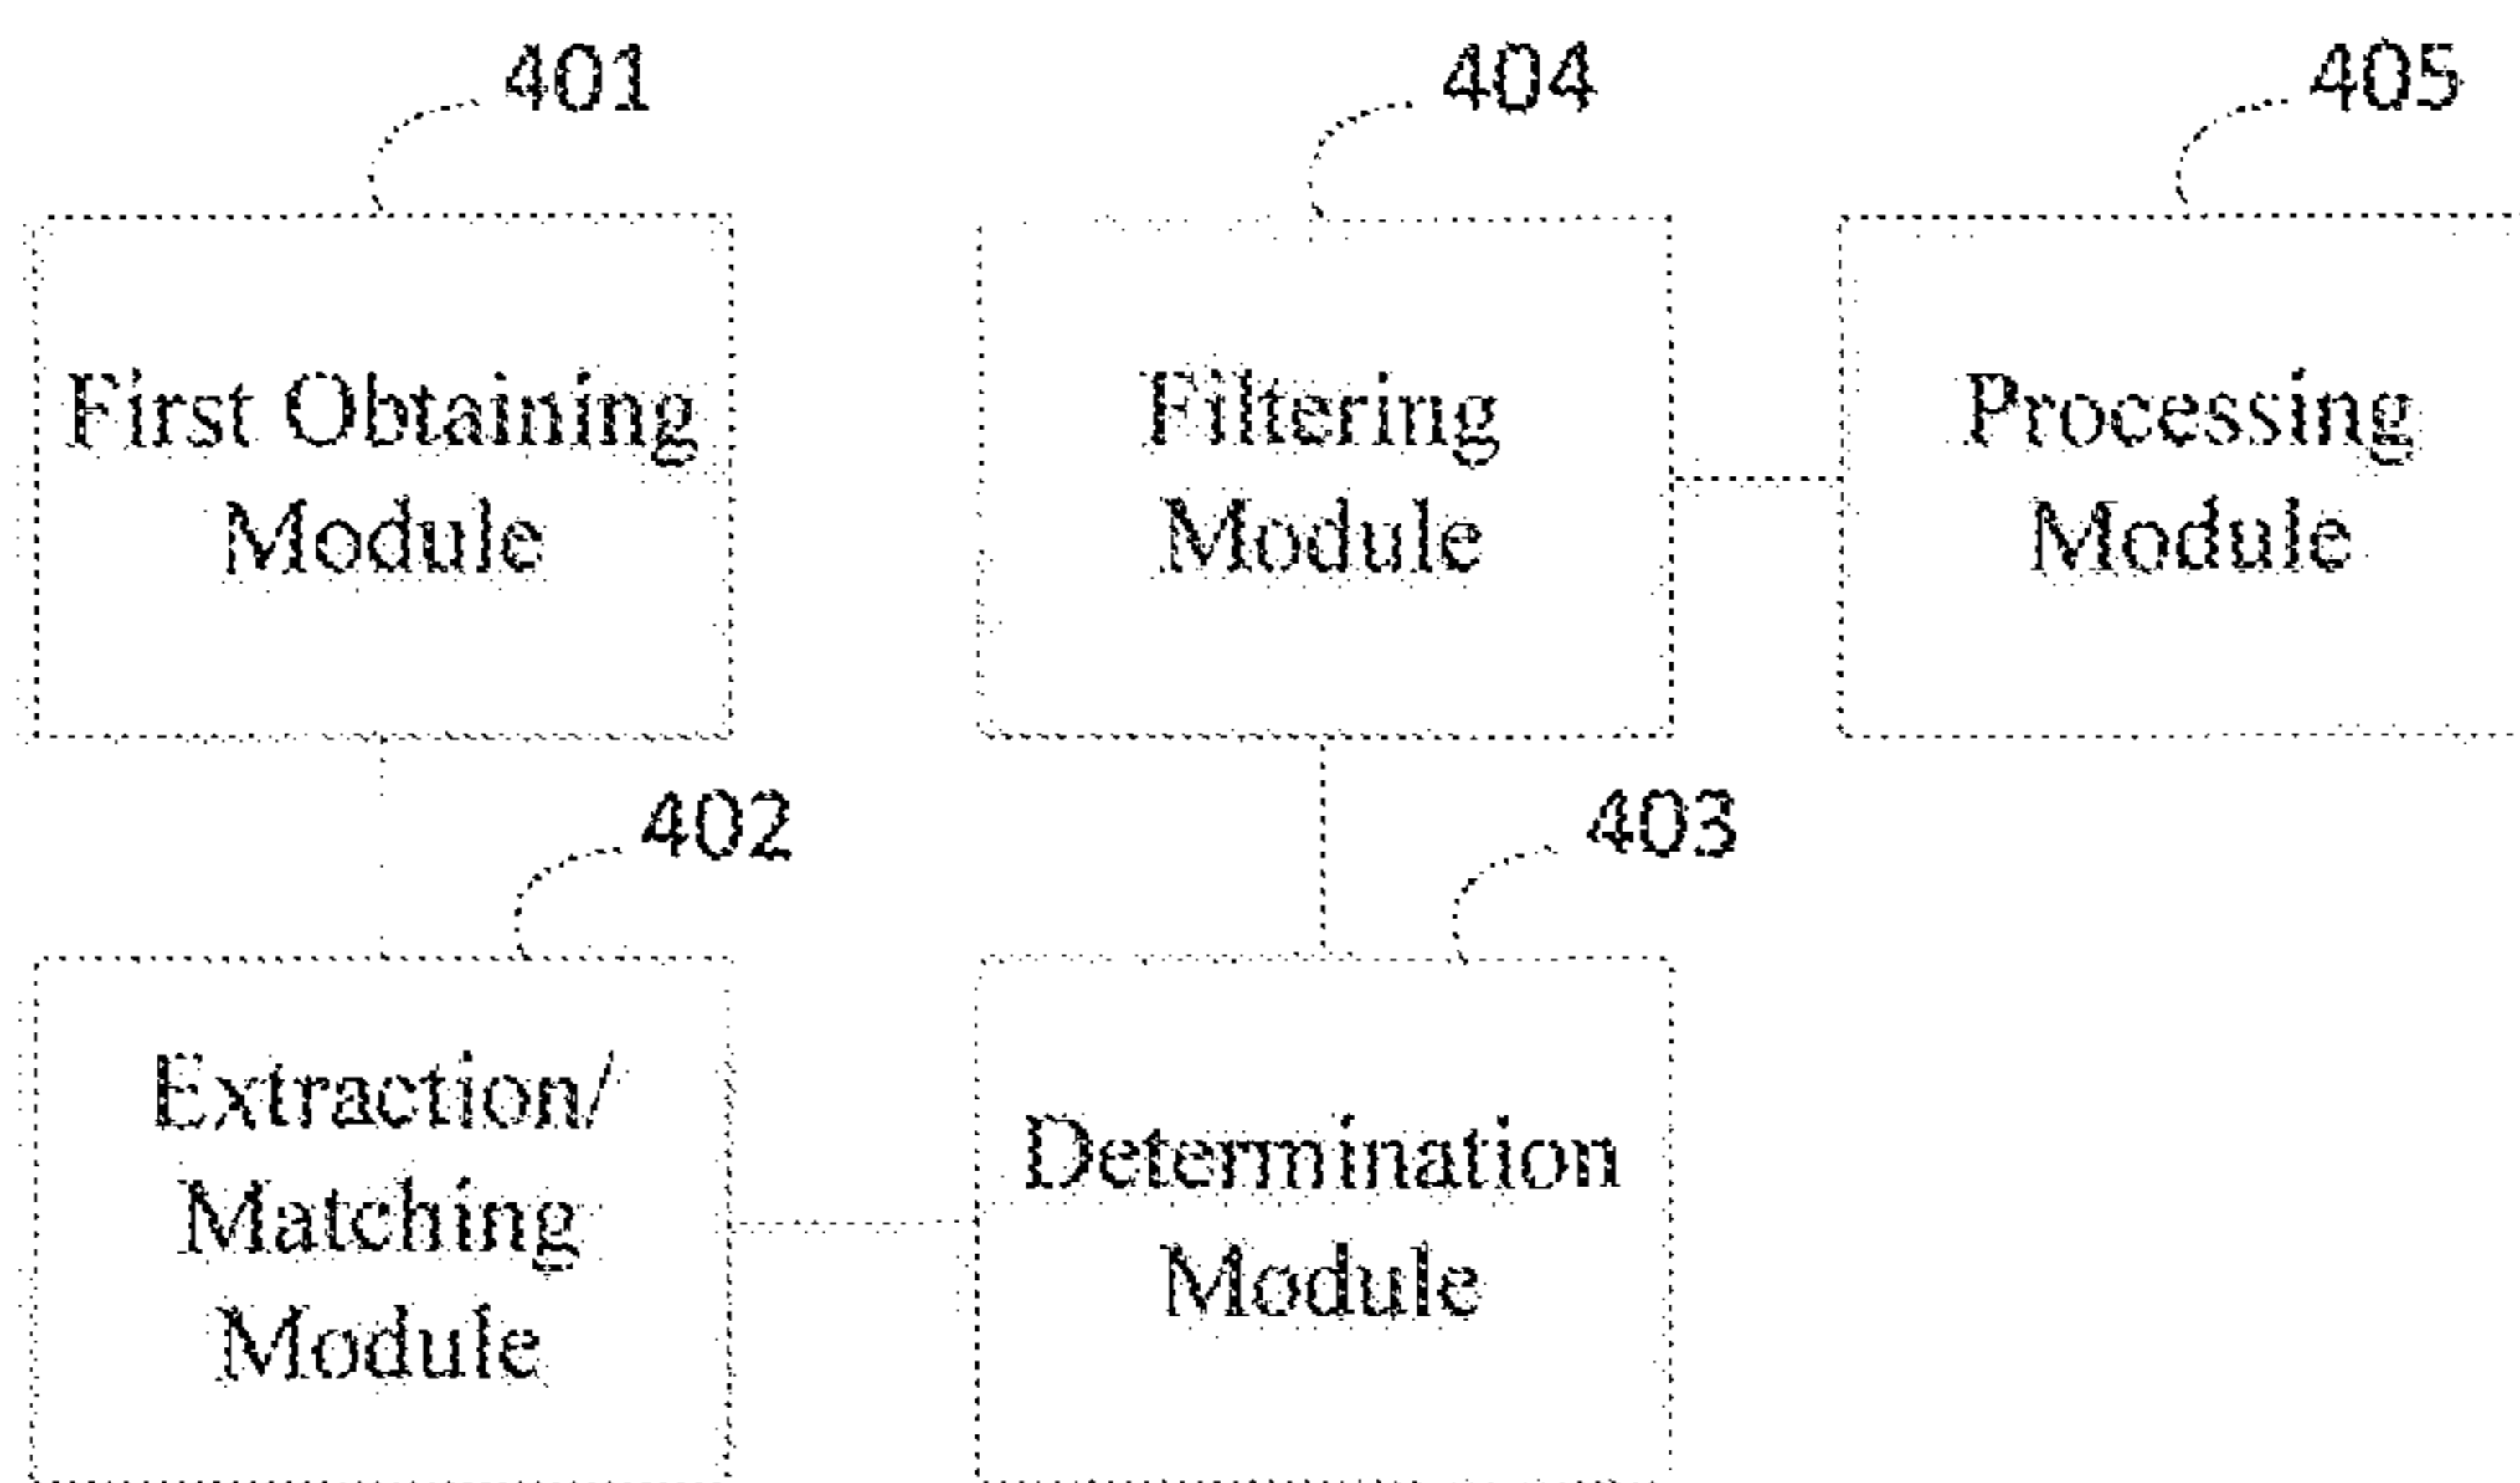 401
404
405
First Obtaining
Module
Filtering
Module
Processing
Module
402
403
Extraction/
Matching
Module
Determination
Module